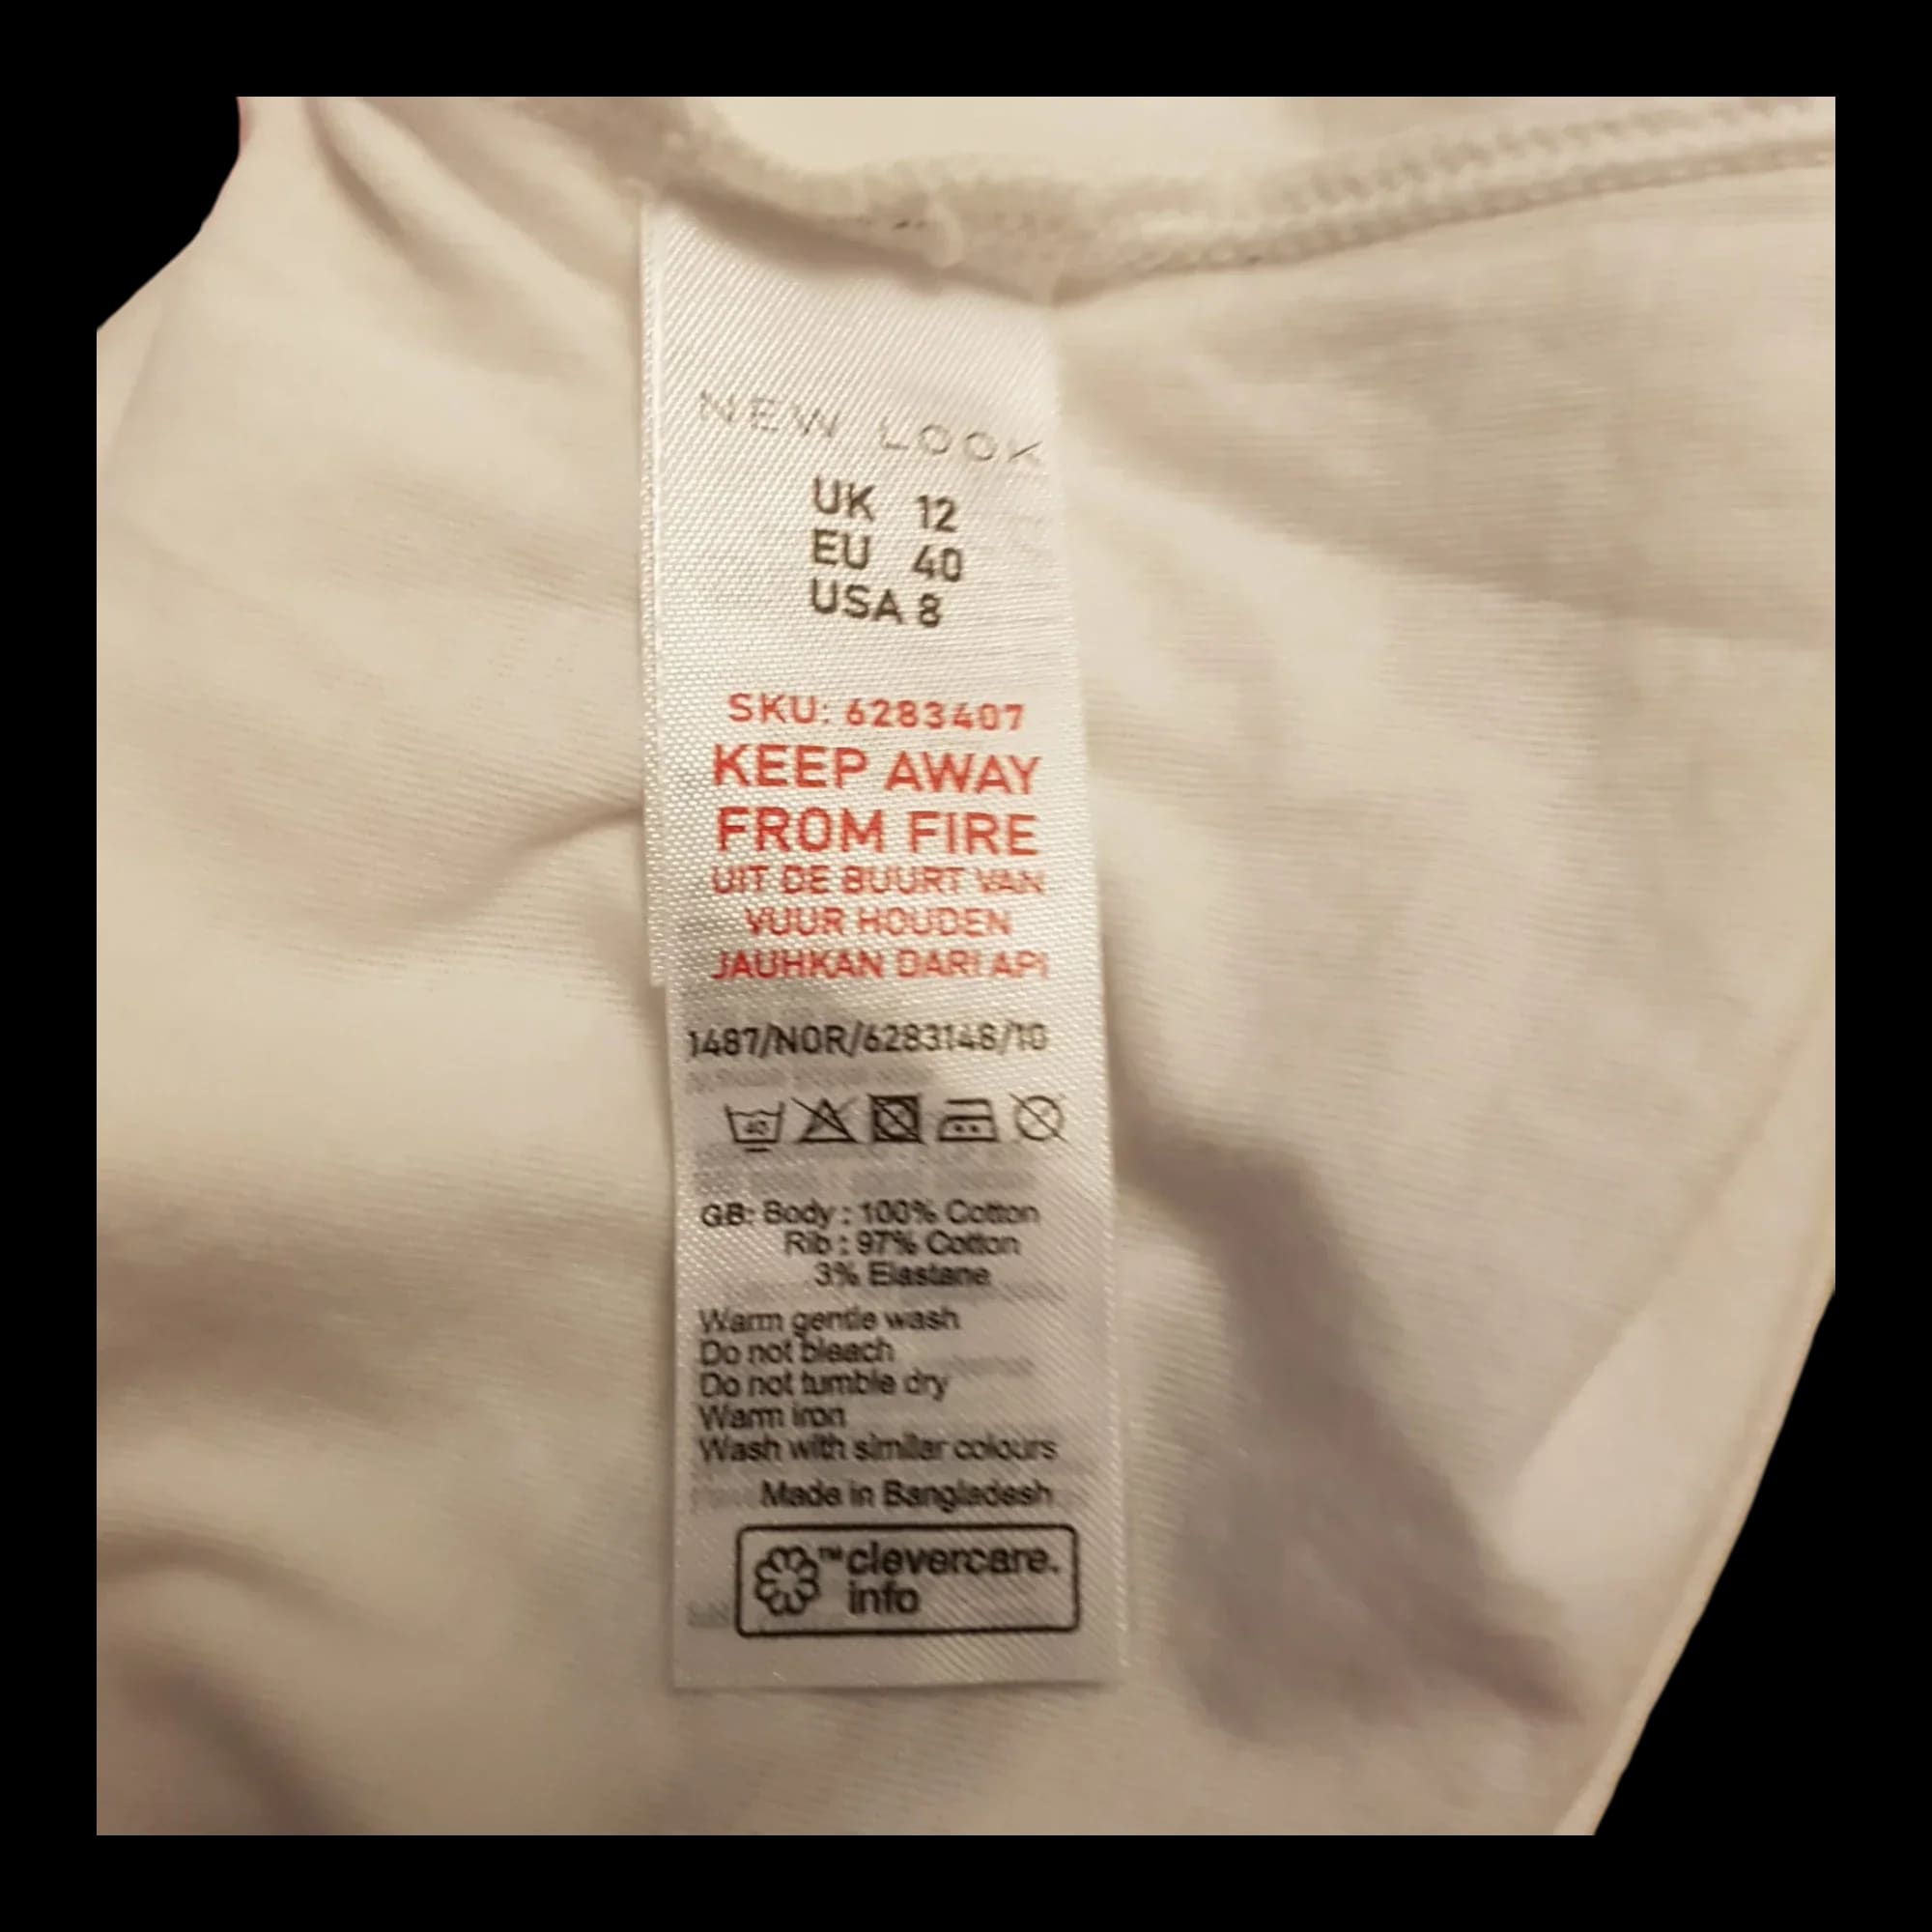 NEW LOOK
UK 12
EU 40
USA 8
SKU: 6283407
KEEP AWAY
FROM FIRE
UIT DE BUURT VAN
VUUR HOUDEN
JAUHKAN DARI API
1487/NOR/6283148/10
40
GB: Body : 100% Cotton
Rib : 97% Cotton
3% Elastane
Warm gentle wash
Do not bleach
Do not tumble dry
Warm iron
Wash with similar colours
Made in Bangladesh
™clevercare.
info